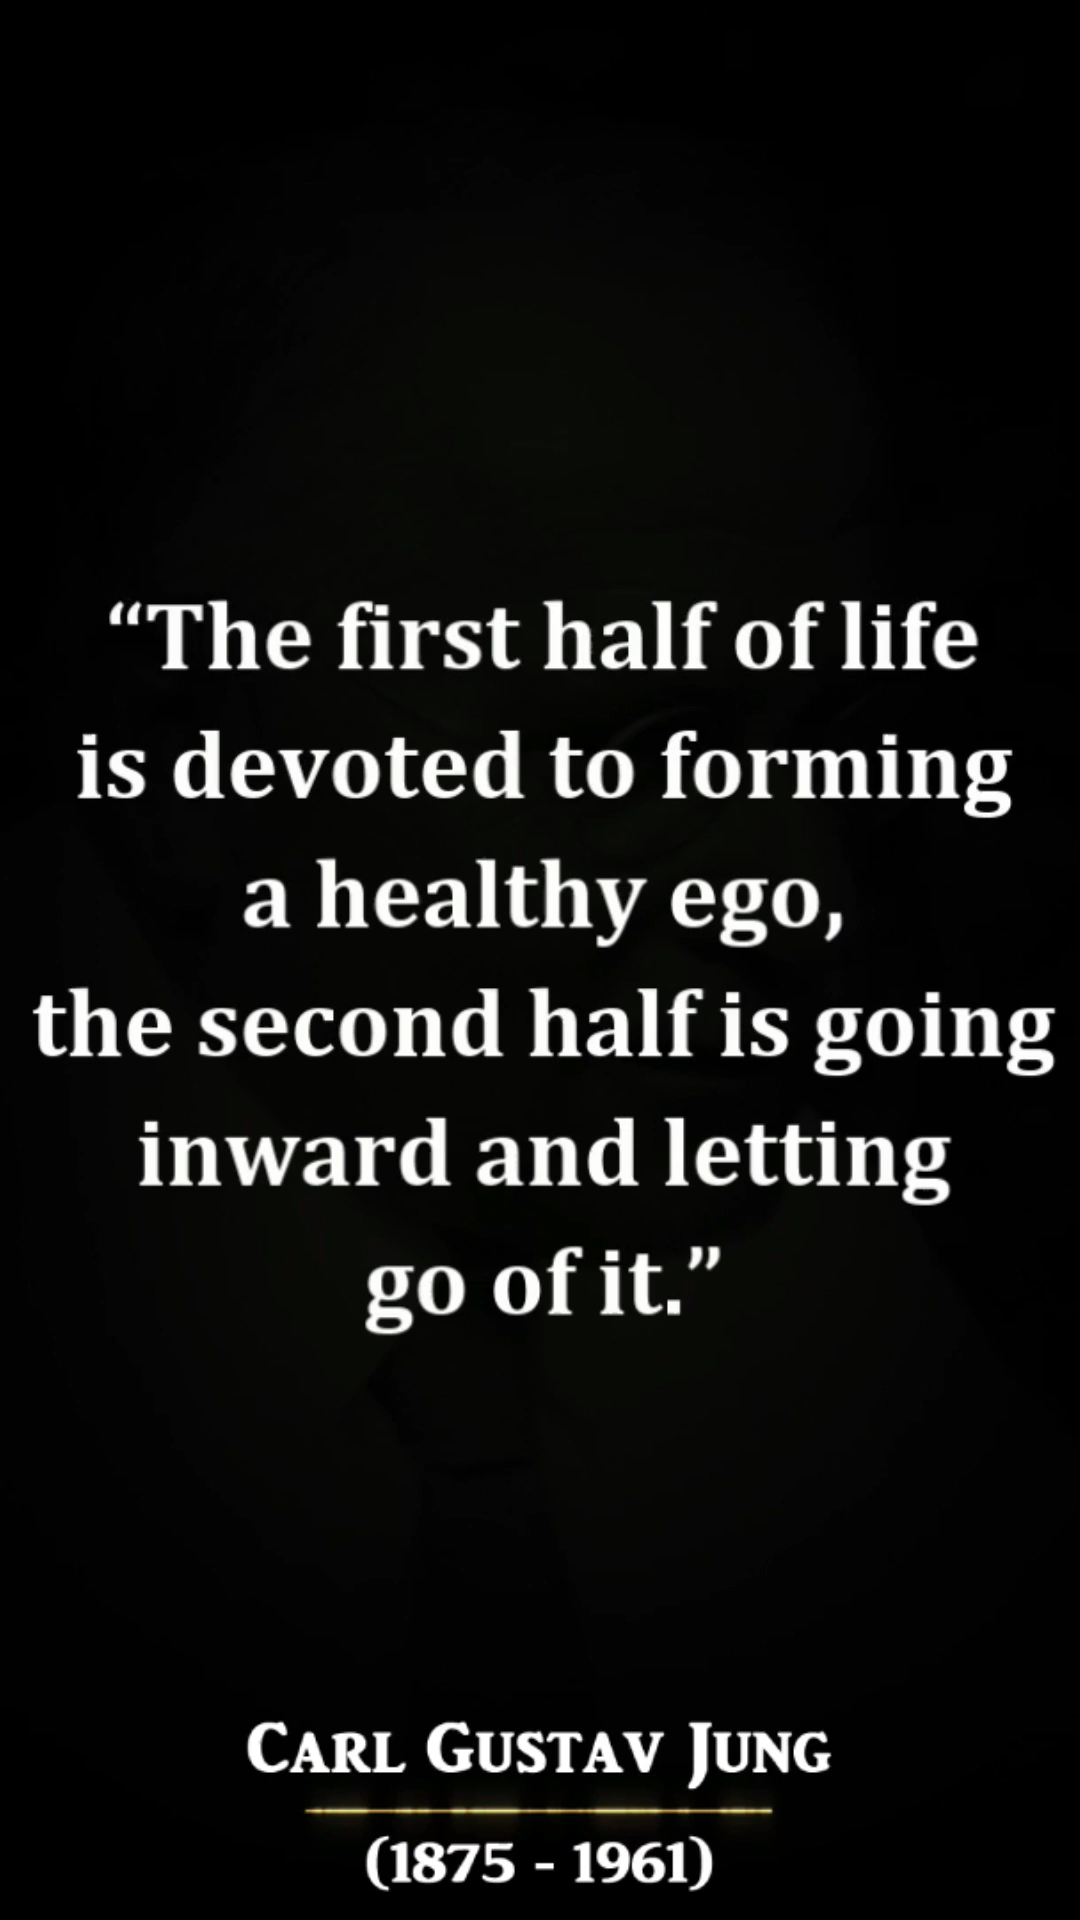 “The first half of life
is devoted to forming
a healthy ego,
the second half is going
inward and letting
go of it.”
Carl Gustav Jung
(1875 - 1961)